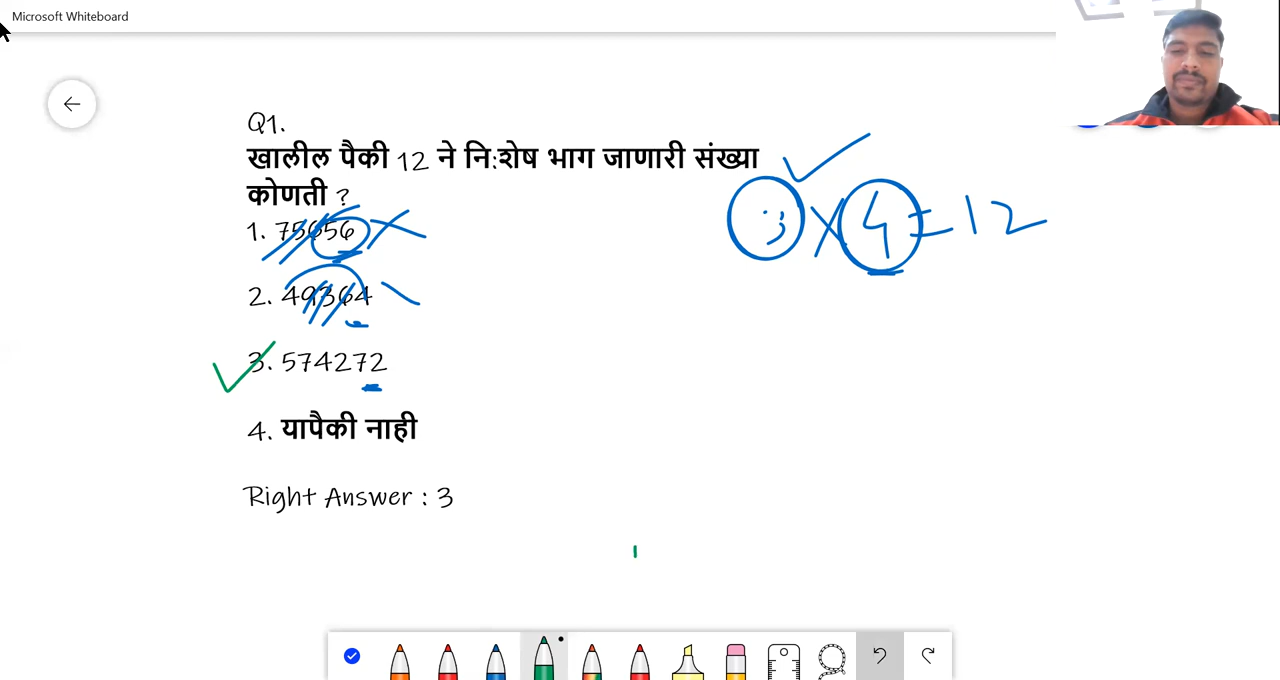 Microsoft Whiteboard
Q1.
खालील पैकी 12 ने नि:शेष भाग जाणारी संख्या
कोणती ?
1. 75656
2. 49364
3. 574272
4. यापैकी नाही
Right Answer : 3
3 X 4 = 12